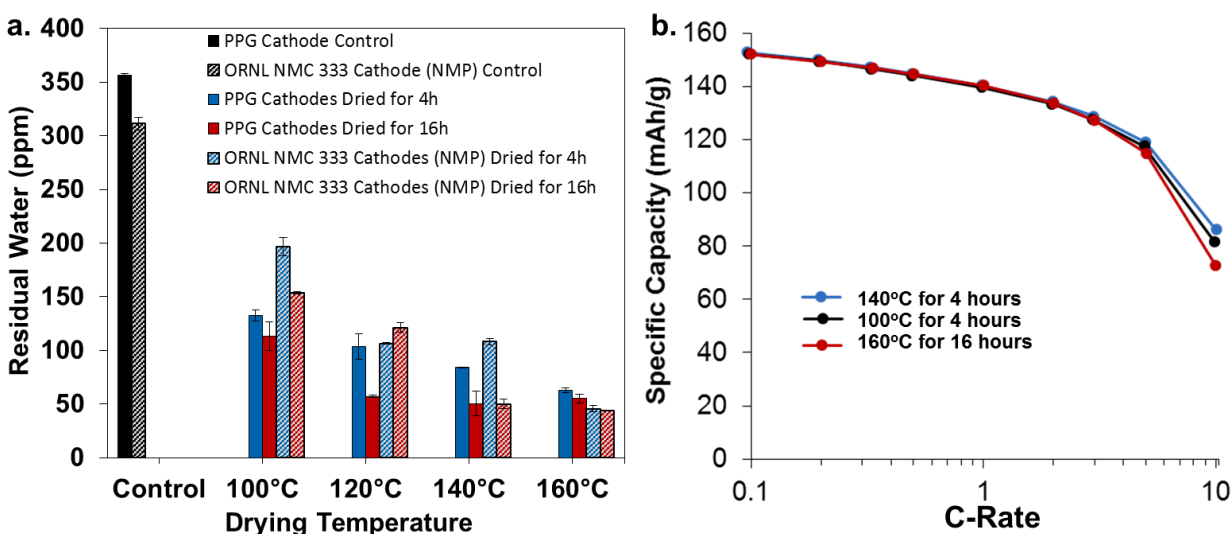 a.
400
350
300
250
200
150
100
50
0
Residual Water (ppm)
PPG Cathode Control
ORNL NMC 333 Cathode (NMP) Control
PPG Cathodes Dried for 4h
PPG Cathodes Dried for 16h
ORNL NMC 333 Cathodes (NMP) Dried for 4h
ORNL NMC 333 Cathodes (NMP) Dried for 16h
Control 100°C 120°C 140°C 160°C
Drying Temperature
b.
160
140
120
100
80
60
40
20
0
Specific Capacity (mAh/g)
140°C for 4 hours
100°C for 4 hours
160°C for 16 hours
0.1 1 10
C-Rate